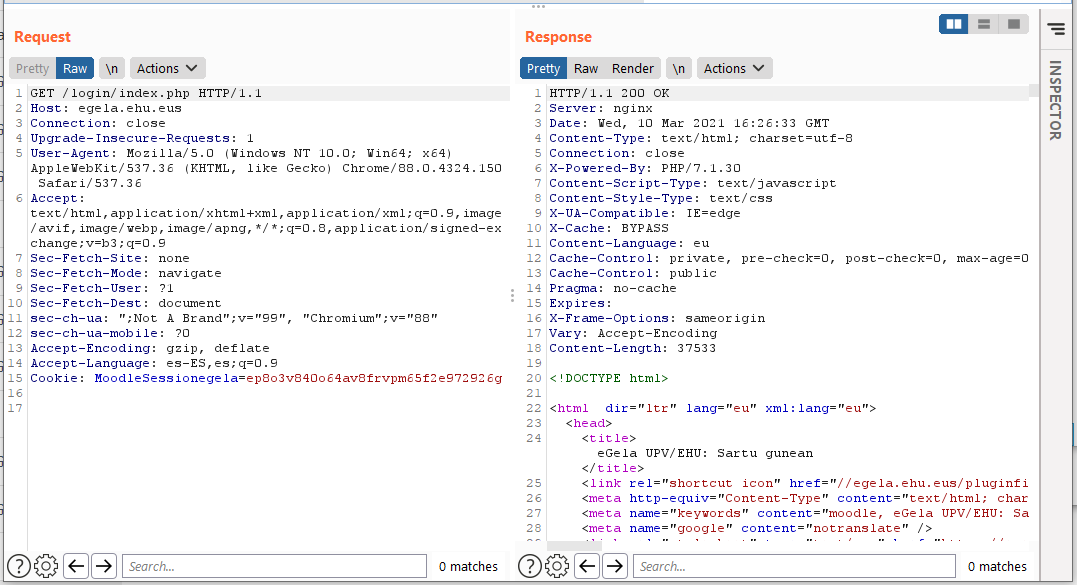 Request
Pretty Raw \n Actions
1 GET /login/index.php HTTP/1.1
2 Host: egela.ehu.eus
3 Connection: close
4 Upgrade-Insecure-Requests: 1
5 User-Agent: Mozilla/5.0 (Windows NT 10.0; Win64; x64)
AppleWebKit/537.36 (KHTML, like Gecko) Chrome/88.0.4324.150
Safari/537.36
6 Accept:
text/html,application/xhtml+xml,application/xml;q=0.9,image
/avif,image/webp,image/apng,*/*;q=0.8,application/signed-ex
change;v=b3;q=0.9
7 Sec-Fetch-Site: none
8 Sec-Fetch-Mode: navigate
9 Sec-Fetch-User: ?1
10 Sec-Fetch-Dest: document
11 sec-ch-ua: ";Not A Brand";v="99", "Chromium";v="88"
12 sec-ch-ua-mobile: ?0
13 Accept-Encoding: gzip, deflate
14 Accept-Language: es-ES,es;q=0.9
15 Cookie: MoodleSessionegela=ep8o3v840o64av8frvpm65f2e972926g
16
17
Search...
0 matches
Response
Pretty Raw Render \n Actions
1 HTTP/1.1 200 OK
2 Server: nginx
3 Date: Wed, 10 Mar 2021 16:26:33 GMT
4 Content-Type: text/html; charset=utf-8
5 Connection: close
6 X-Powered-By: PHP/7.1.30
7 Content-Script-Type: text/javascript
8 Content-Style-Type: text/css
9 X-UA-Compatible: IE=edge
10 X-Cache: BYPASS
11 Content-Language: eu
12 Cache-Control: private, pre-check=0, post-check=0, max-age=0
13 Cache-Control: public
14 Pragma: no-cache
15 Expires:
16 X-Frame-Options: sameorigin
17 Vary: Accept-Encoding
18 Content-Length: 37533
19
20 <!DOCTYPE html>
21
22 <html dir="ltr" lang="eu" xml:lang="eu">
23 <head>
24 <title>
eGela UPV/EHU: Sartu gunean
</title>
25 <link rel="shortcut icon" href="//egela.ehu.eus/pluginfi
26 <meta http-equiv="Content-Type" content="text/html; char
27 <meta name="keywords" content="moodle, eGela UPV/EHU: Sa
28 <meta name="google" content="notranslate" />
Search...
0 matches
INSPECTOR